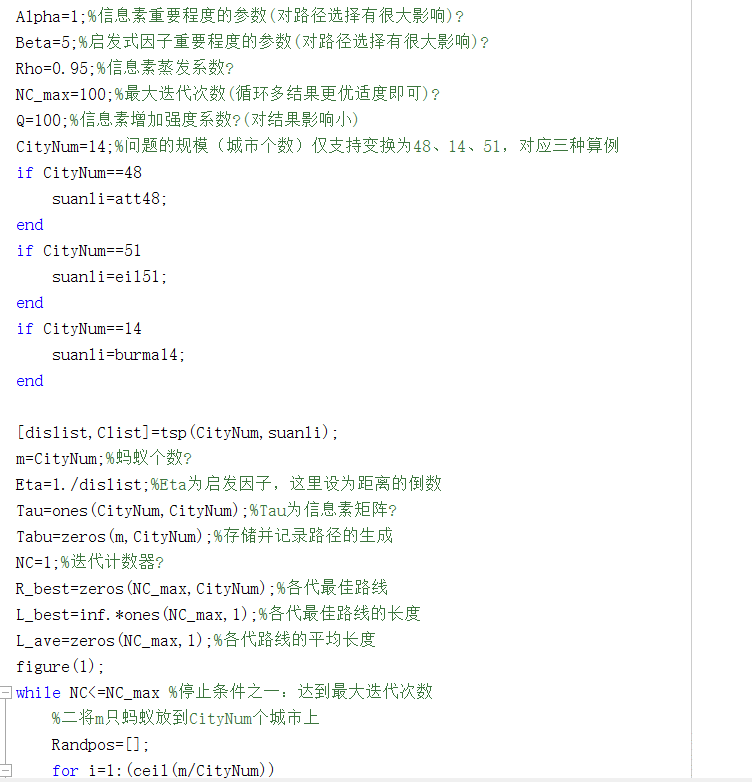 Alpha=1;%信息素重要程度的参数(对路径选择有很大影响)?
Beta=5;%启发式因子重要程度的参数(对路径选择有很大影响)?
Rho=0.95;%信息素蒸发系数?
NC_max=100;%最大迭代次数(循环多结果更优适度即可)?
Q=100;%信息素增加强度系数?(对结果影响小)
CityNum=14;%问题的规模（城市个数）仅支持变换为48、14、51，对应三种算例
if CityNum==48
    suanli=att48;
end
if CityNum==51
    suanli=eil51;
end
if CityNum==14
    suanli=burma14;
end
[dislist,Clist]=tsp(CityNum,suanli);
m=CityNum;%蚂蚁个数?
Eta=1./dislist;%Eta为启发因子，这里设为距离的倒数
Tau=ones(CityNum,CityNum);%Tau为信息素矩阵?
Tabu=zeros(m,CityNum);%存储并记录路径的生成
NC=1;%迭代计数器?
R_best=zeros(NC_max,CityNum);%各代最佳路线
L_best=inf.*ones(NC_max,1);%各代最佳路线的长度
L_ave=zeros(NC_max,1);%各代路线的平均长度
figure(1);
while NC<=NC_max %停止条件之一：达到最大迭代次数
    %二将m只蚂蚁放到CityNum个城市上
    Randpos=[];
    for i=1:(ceil(m/CityNum))